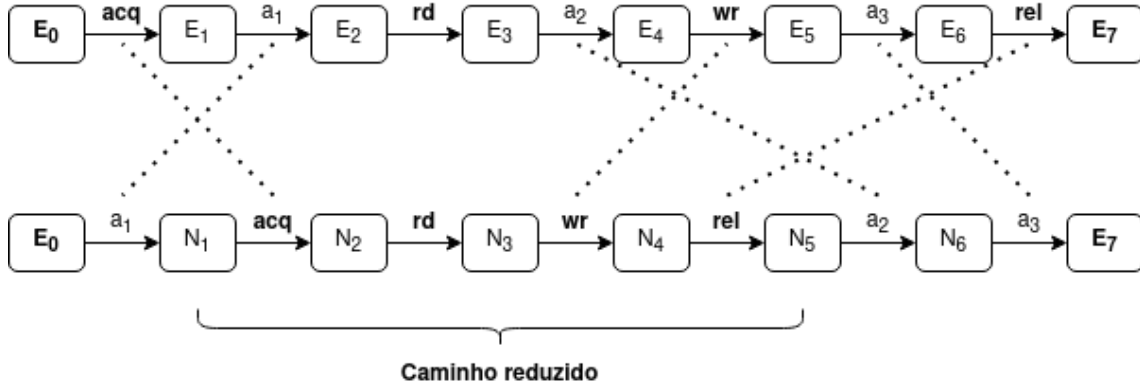 acq a₁ rd a₂ wr a₃ rel
E₀ E₁ E₂ E₃ E₄ E₅ E₆ E₇
a₁ acq rd wr rel a₂ a₃
E₀ N₁ N₂ N₃ N₄ N₅ N₆ E₇
Caminho reduzido